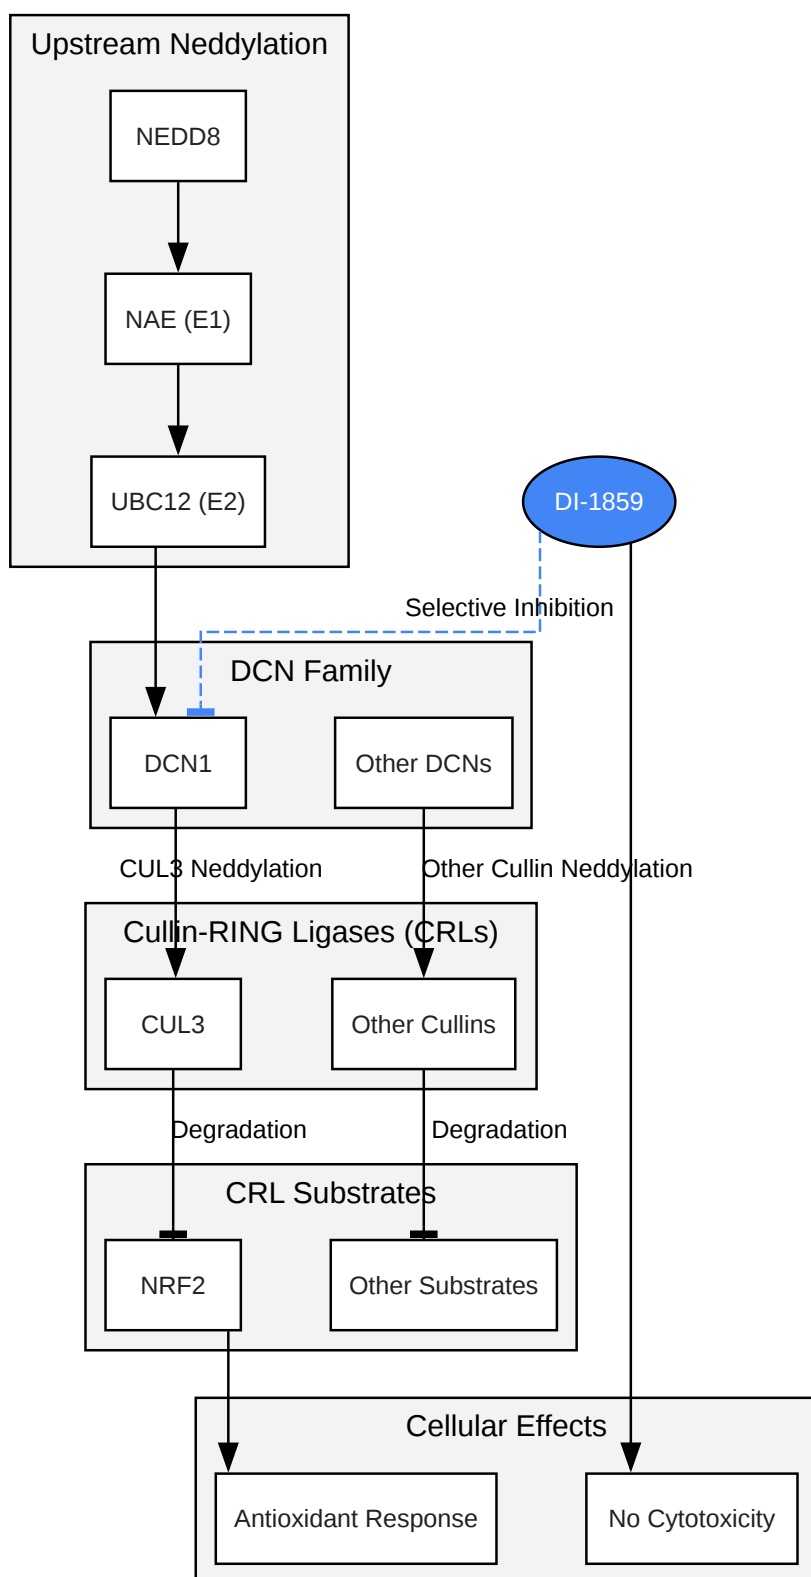 Upstream Neddylation
NEDD8
NAE (E1)
UBC12 (E2)
DI-1859
Selective Inhibition
DCN Family
DCN1
Other DCNs
CUL3 Neddylation
Other Cullin Neddylation
Cullin-RING Ligases (CRLs)
CUL3
Other Cullins
Degradation
Degradation
CRL Substrates
NRF2
Other Substrates
Cellular Effects
Antioxidant Response
No Cytotoxicity